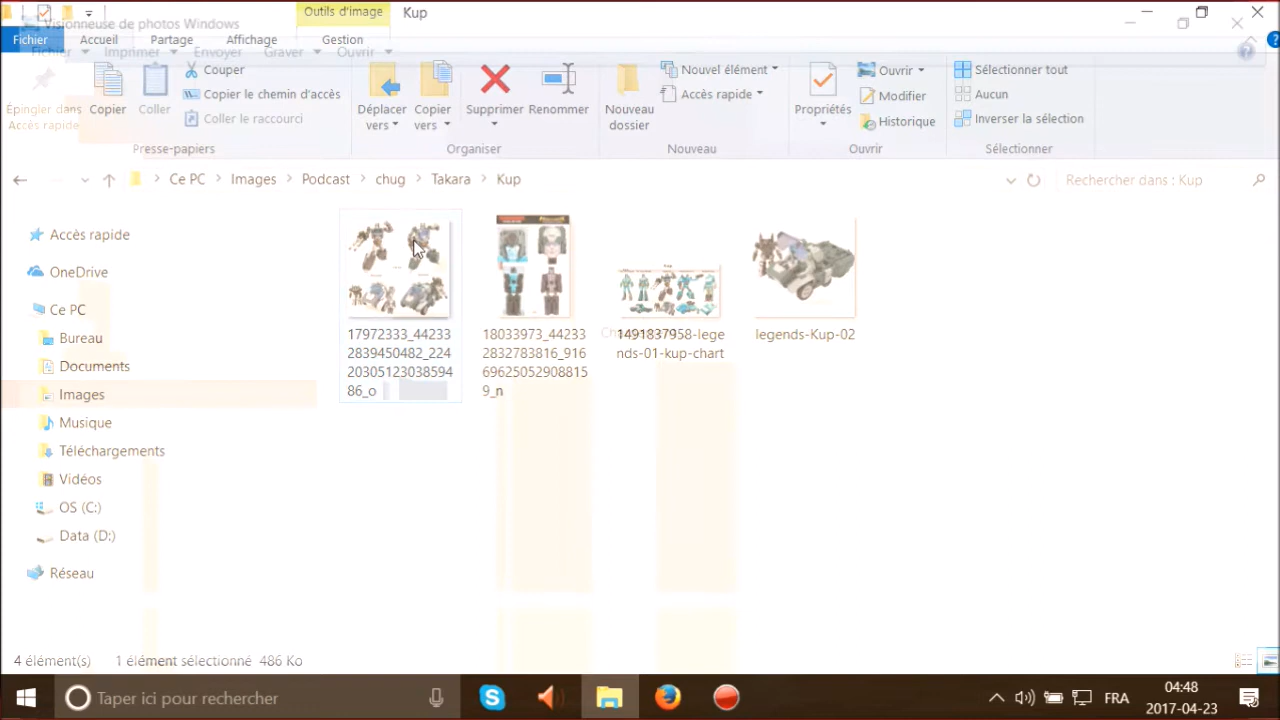 Visionneuse de photos Windows
Outils d'image
Kup
Fichier
Accueil
Partage
Affichage
Gestion
Fichier
Imprimer
Envoyer
Graver
Ouvrir
Épingler dans
Accès rapide
Copier
Coller
Couper
Copier le chemin d'accès
Coller le raccourci
Presse-papiers
Déplacer
vers
Copier
vers
Supprimer
Renommer
Organiser
Nouveau
dossier
Nouvel élément
Accès rapide
Nouveau
Propriétés
Ouvrir
Modifier
Historique
Ouvrir
Sélectionner tout
Aucun
Inverser la sélection
Sélectionner
Ce PC
Images
Podcast
chug
Takara
Kup
Rechercher dans : Kup
Accès rapide
OneDrive
Ce PC
Bureau
Documents
Images
Musique
Téléchargements
Vidéos
OS (C:)
Data (D:)
Réseau
17972333_44233
2839450482_224
20305123038594
86_o
18033973_44233
2832783816_916
69625052908815
9_n
1491837958-lege
nds-01-kup-chart
legends-Kup-02
4 élément(s)
1 élément sélectionné 486 Ko
Taper ici pour rechercher
FRA
04:48
2017-04-23